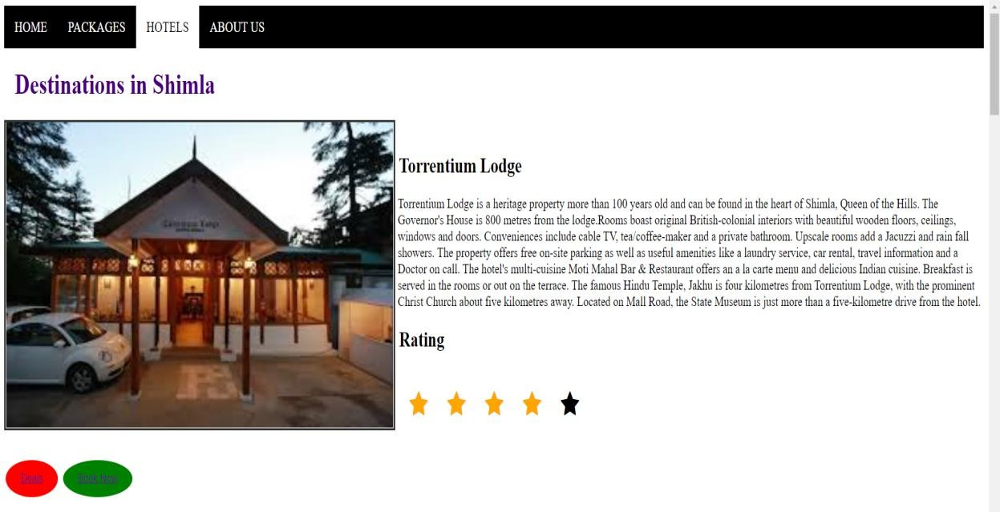 HOME PACKAGES HOTELS ABOUT US
Destinations in Shimla
Torrentium Lodge
Torrentium Lodge is a heritage property more than 100 years old and can be found in the heart of Shimla, Queen of the Hills. The
Governor's House is 800 metres from the lodge.Rooms boast original British-colonial interiors with beautiful wooden floors, ceilings,
windows and doors. Conveniences include cable TV, tea/coffee-maker and a private bathroom. Upscale rooms add a Jacuzzi and rain fall
showers. The property offers free on-site parking as well as useful amenities like a laundry service, car rental, travel information and a
Doctor on call. The hotel's multi-cuisine Moti Mahal Bar & Restaurant offers an a la carte menu and delicious Indian cuisine. Breakfast is
served in the rooms or out on the terrace. The famous Hindu Temple, Jakhu is four kilometres from Torrentium Lodge, with the prominent
Christ Church about five kilometres away. Located on Mall Road, the State Museum is just more than a five-kilometre drive from the hotel.
Rating
Deals Book Now